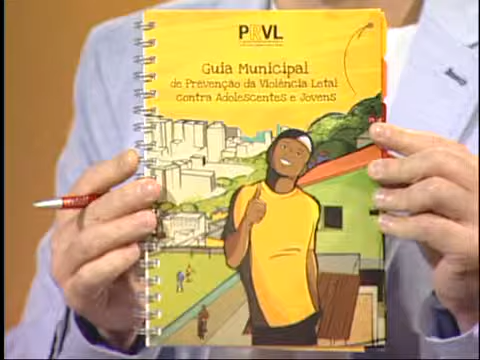 PRVL
Guia Municipal
de Prevenção da Violência Letal
contra Adolescentes e Jovens